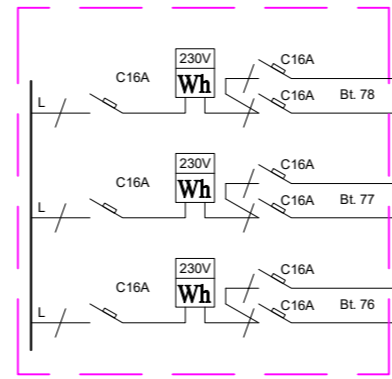 230V C16A
C16A Wh C16A Bt. 78
L
230V C16A
C16A Wh C16A Bt. 77
L
230V C16A
C16A Wh C16A Bt. 76
L